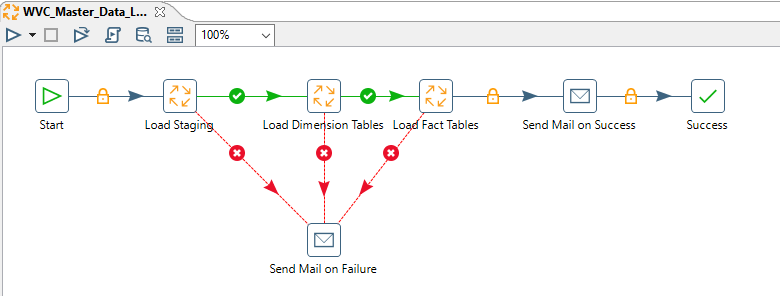 WVC_Master_Data_L...
100%
Start
Load Staging
Load Dimension Tables
Load Fact Tables
Send Mail on Success
Success
Send Mail on Failure